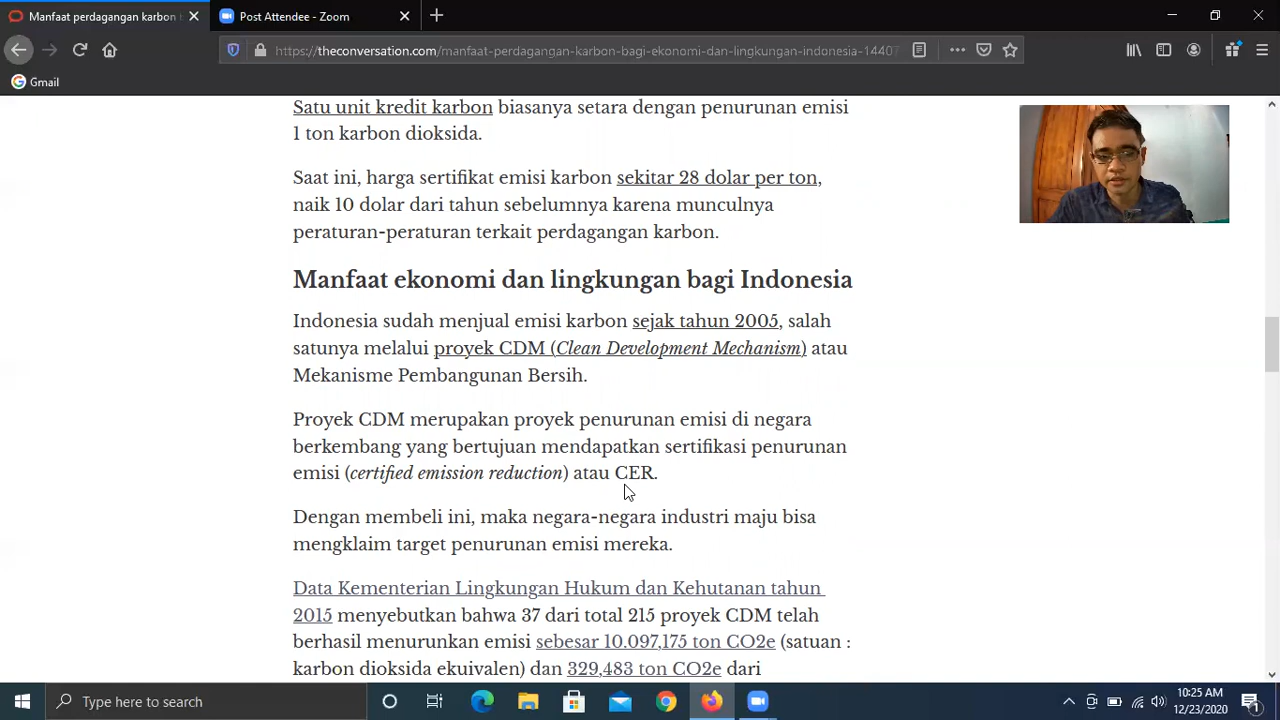 Manfaat perdagangan karbon
Post Attendee - Zoom
https://theconversation.com/manfaat-perdagangan-karbon-bagi-ekonomi-dan-lingkungan-indonesia-14407
Gmail
Satu unit kredit karbon biasanya setara dengan penurunan emisi
1 ton karbon dioksida.
Saat ini, harga sertifikat emisi karbon sekitar 28 dolar per ton,
naik 10 dolar dari tahun sebelumnya karena munculnya
peraturan-peraturan terkait perdagangan karbon.
Manfaat ekonomi dan lingkungan bagi Indonesia
Indonesia sudah menjual emisi karbon sejak tahun 2005, salah
satunya melalui proyek CDM (Clean Development Mechanism) atau
Mekanisme Pembangunan Bersih.
Proyek CDM merupakan proyek penurunan emisi di negara
berkembang yang bertujuan mendapatkan sertifikasi penurunan
emisi (certified emission reduction) atau CER.
Dengan membeli ini, maka negara-negara industri maju bisa
mengklaim target penurunan emisi mereka.
Data Kementerian Lingkungan Hukum dan Kehutanan tahun
2015 menyebutkan bahwa 37 dari total 215 proyek CDM telah
berhasil menurunkan emisi sebesar 10.097,175 ton CO2e (satuan :
karbon dioksida ekuivalen) dan 329,483 ton CO2e dari
Type here to search
10:25 AM
12/23/2020
1